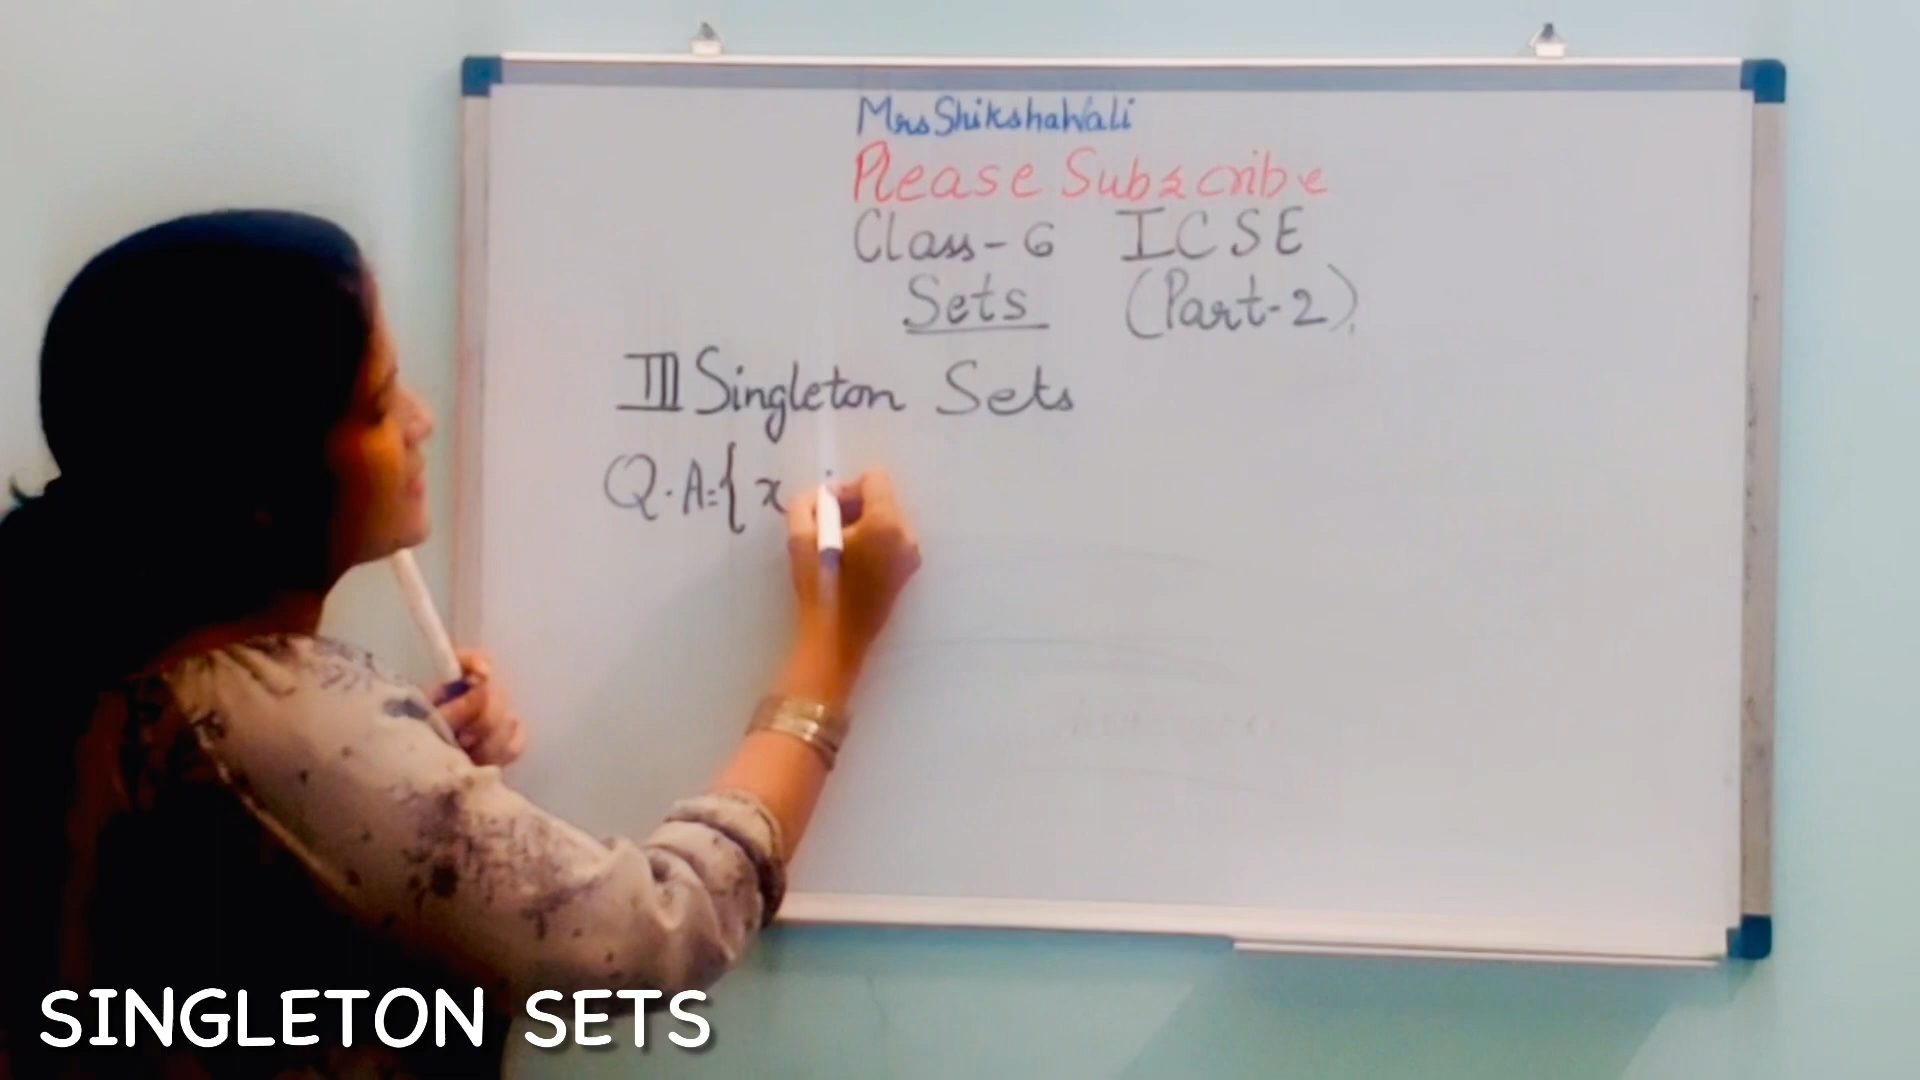 Mrs ShikshaWali
Please Subscribe
Class-6 ICSE
Sets (Part-2)
III Singleton Sets
Q. A={ x :
SINGLETON SETS